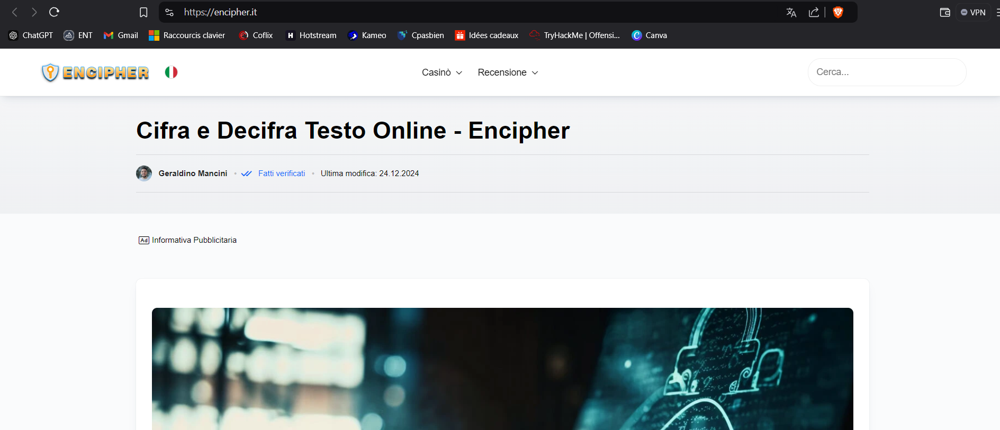 https://encipher.it
VPN
ChatGPT
ENT
Gmail
Raccourcis clavier
Coflix
Hotstream
Kameo
Cpasbien
Idées cadeaux
TryHackMe | Offensi...
Canva
ENCIPHER
Casinò
Recensione
Cerca...
Cifra e Decifra Testo Online - Encipher
Geraldino Mancini • Fatti verificati • Ultima modifica: 24.12.2024
Ad Informativa Pubblicitaria